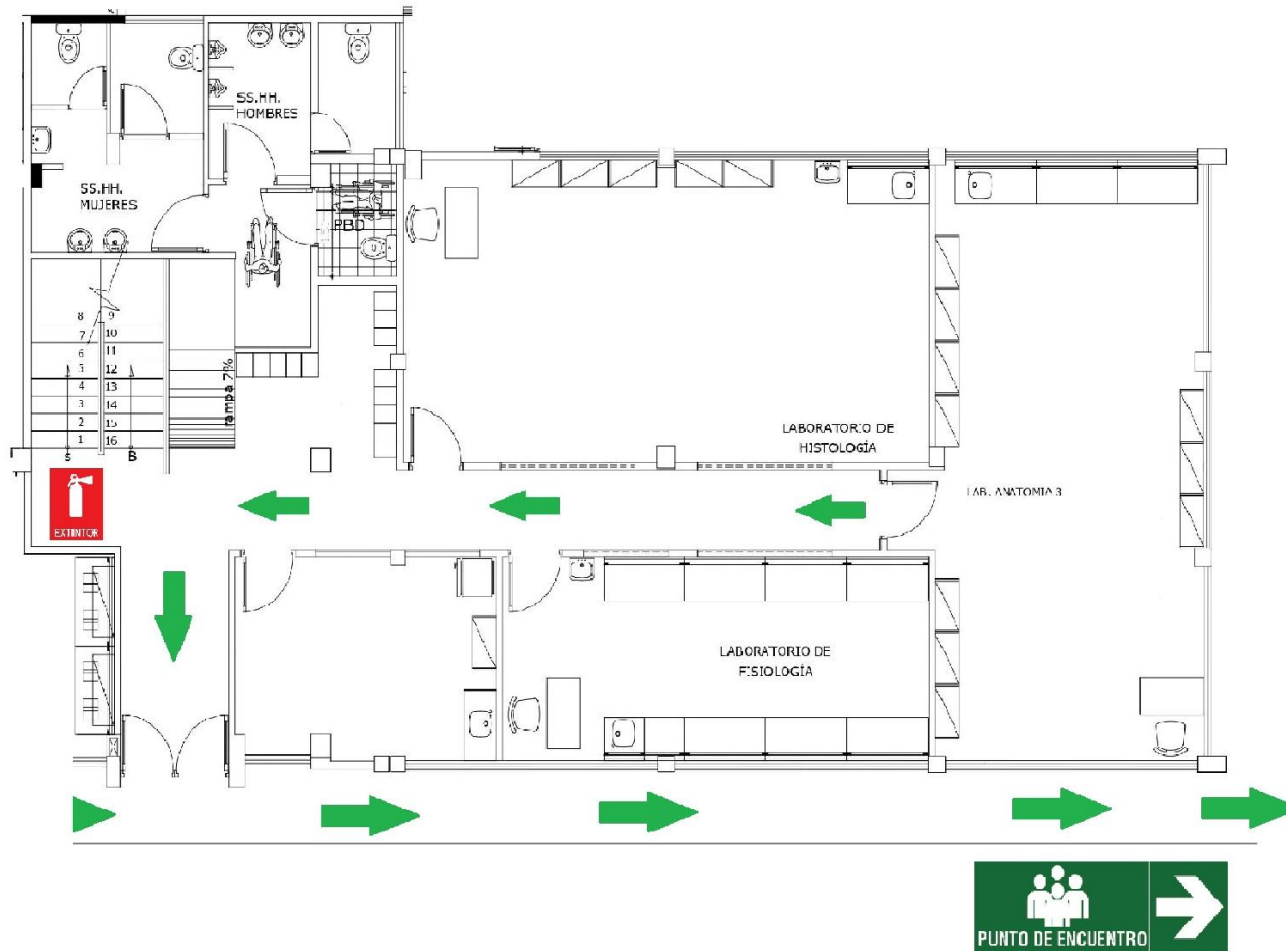 SS.HH.
HOMBRES
SS.HH.
MUJERES
PBD
8 9
7 10
6 11
5 12
4 13
3 14
2 15
1 16
S B
rampa 7%
LABORATORIO DE
HISTOLOGÍA
LAB. ANATOMIA 3
EXTINTOR
LABORATORIO DE
FISIOLOGÍA
PUNTO DE ENCUENTRO